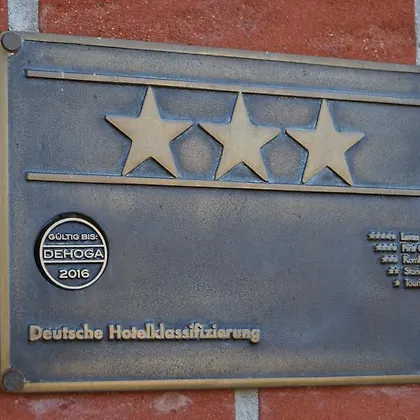 GÜLTIG BIS:
DEHOGA
2016
Deutsche Hotelklassifizierung